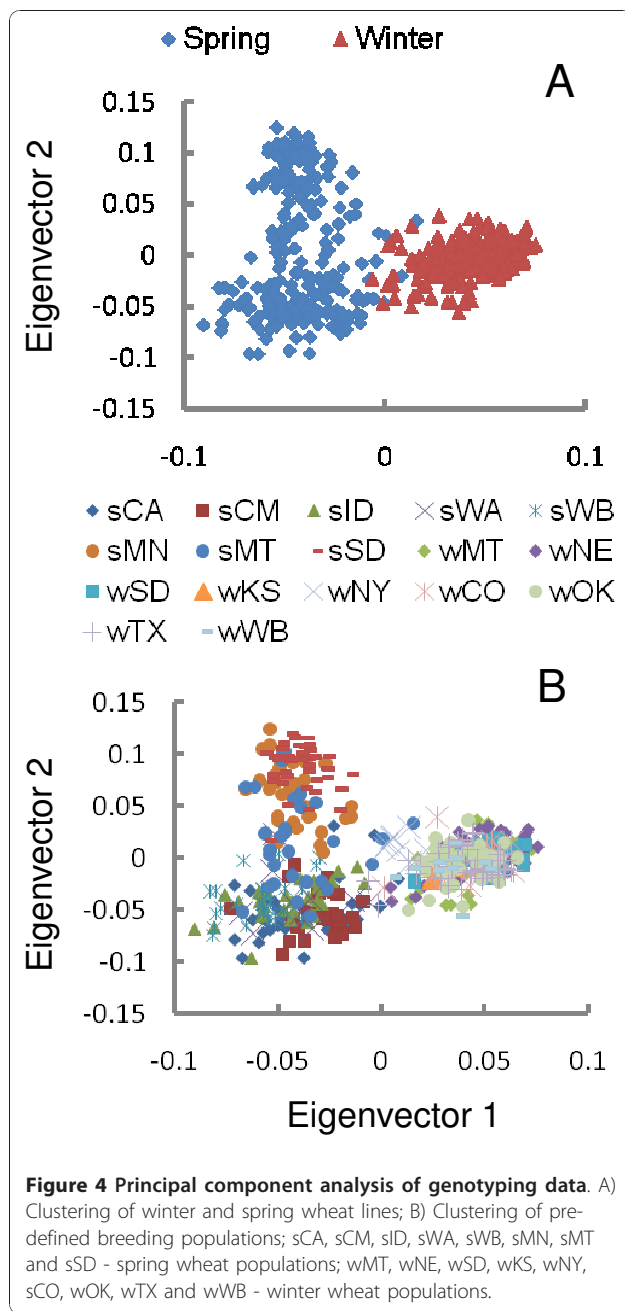 Spring Winter
A
0.15
0.1
0.05
0
-0.05
-0.1
-0.15
Eigenvector 2
-0.1 0 0.1
sCA sCM sID sWA sWB
sMN sMT sSD wMT wNE
wSD wKS wNY wCO wOK
wTX wWB
B
0.15
0.1
0.05
0
-0.05
-0.1
-0.15
Eigenvector 2
-0.1 -0.05 0 0.05 0.1
Eigenvector 1
Figure 4 Principal component analysis of genotyping data. A)
Clustering of winter and spring wheat lines; B) Clustering of pre-
defined breeding populations; sCA, sCM, sID, sWA, sWB, sMN, sMT
and sSD - spring wheat populations; wMT, wNE, wSD, wKS, wNY,
sCO, wOK, wTX and wWB - winter wheat populations.